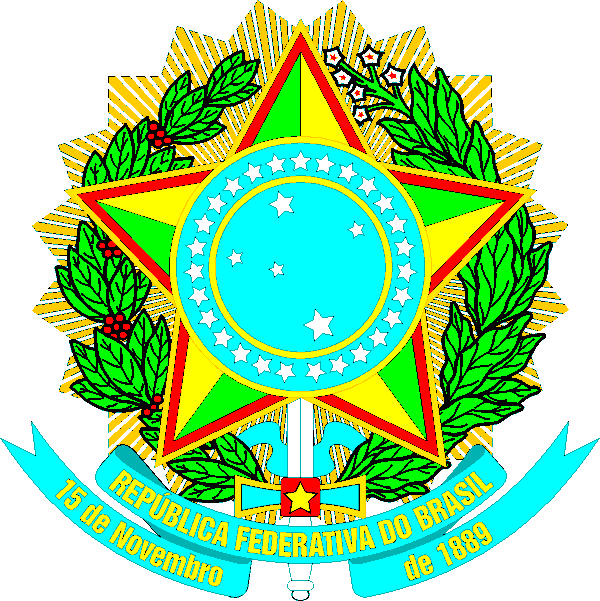 REPÚBLICA FEDERATIVA DO BRASIL
15 de Novembro
de 1889